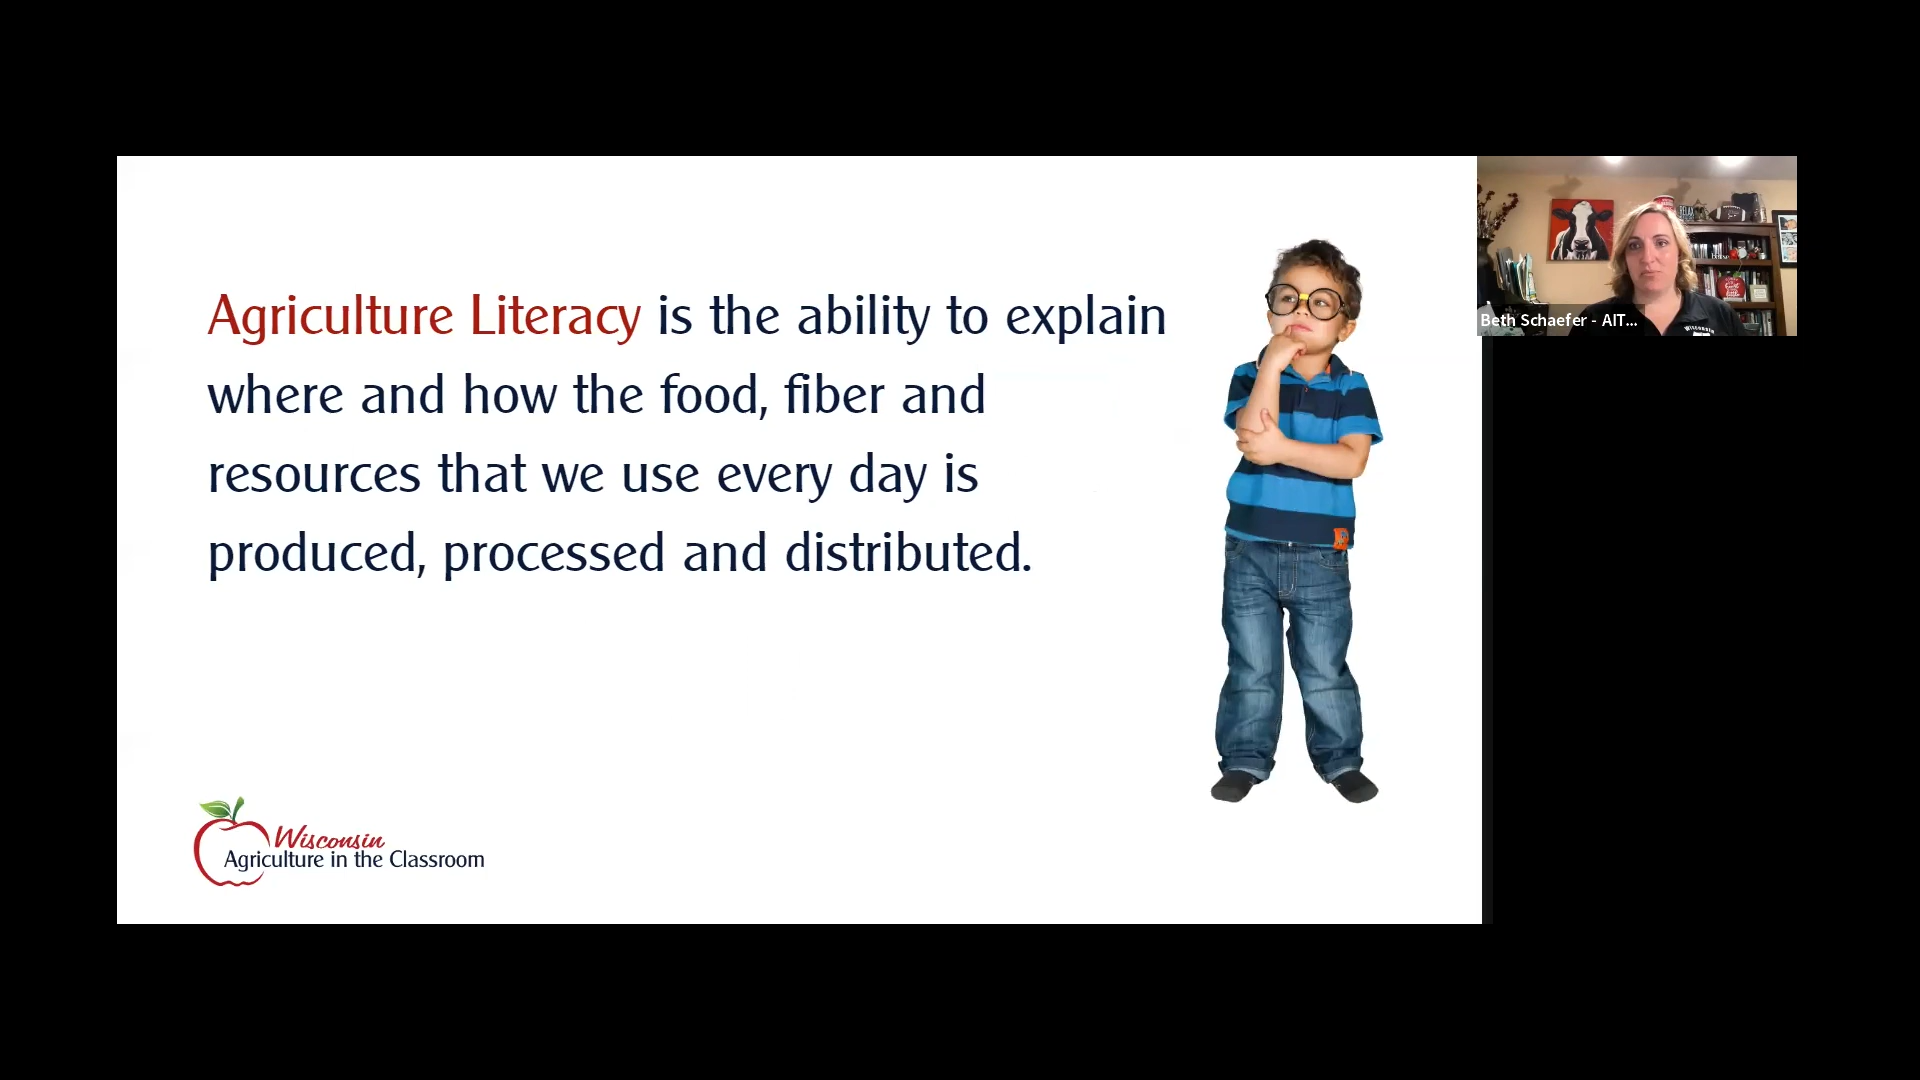 Agriculture Literacy is the ability to explain
where and how the food, fiber and
resources that we use every day is
produced, processed and distributed.
Wisconsin
Agriculture in the Classroom
Beth Schaefer - AIT...
Wisconsin